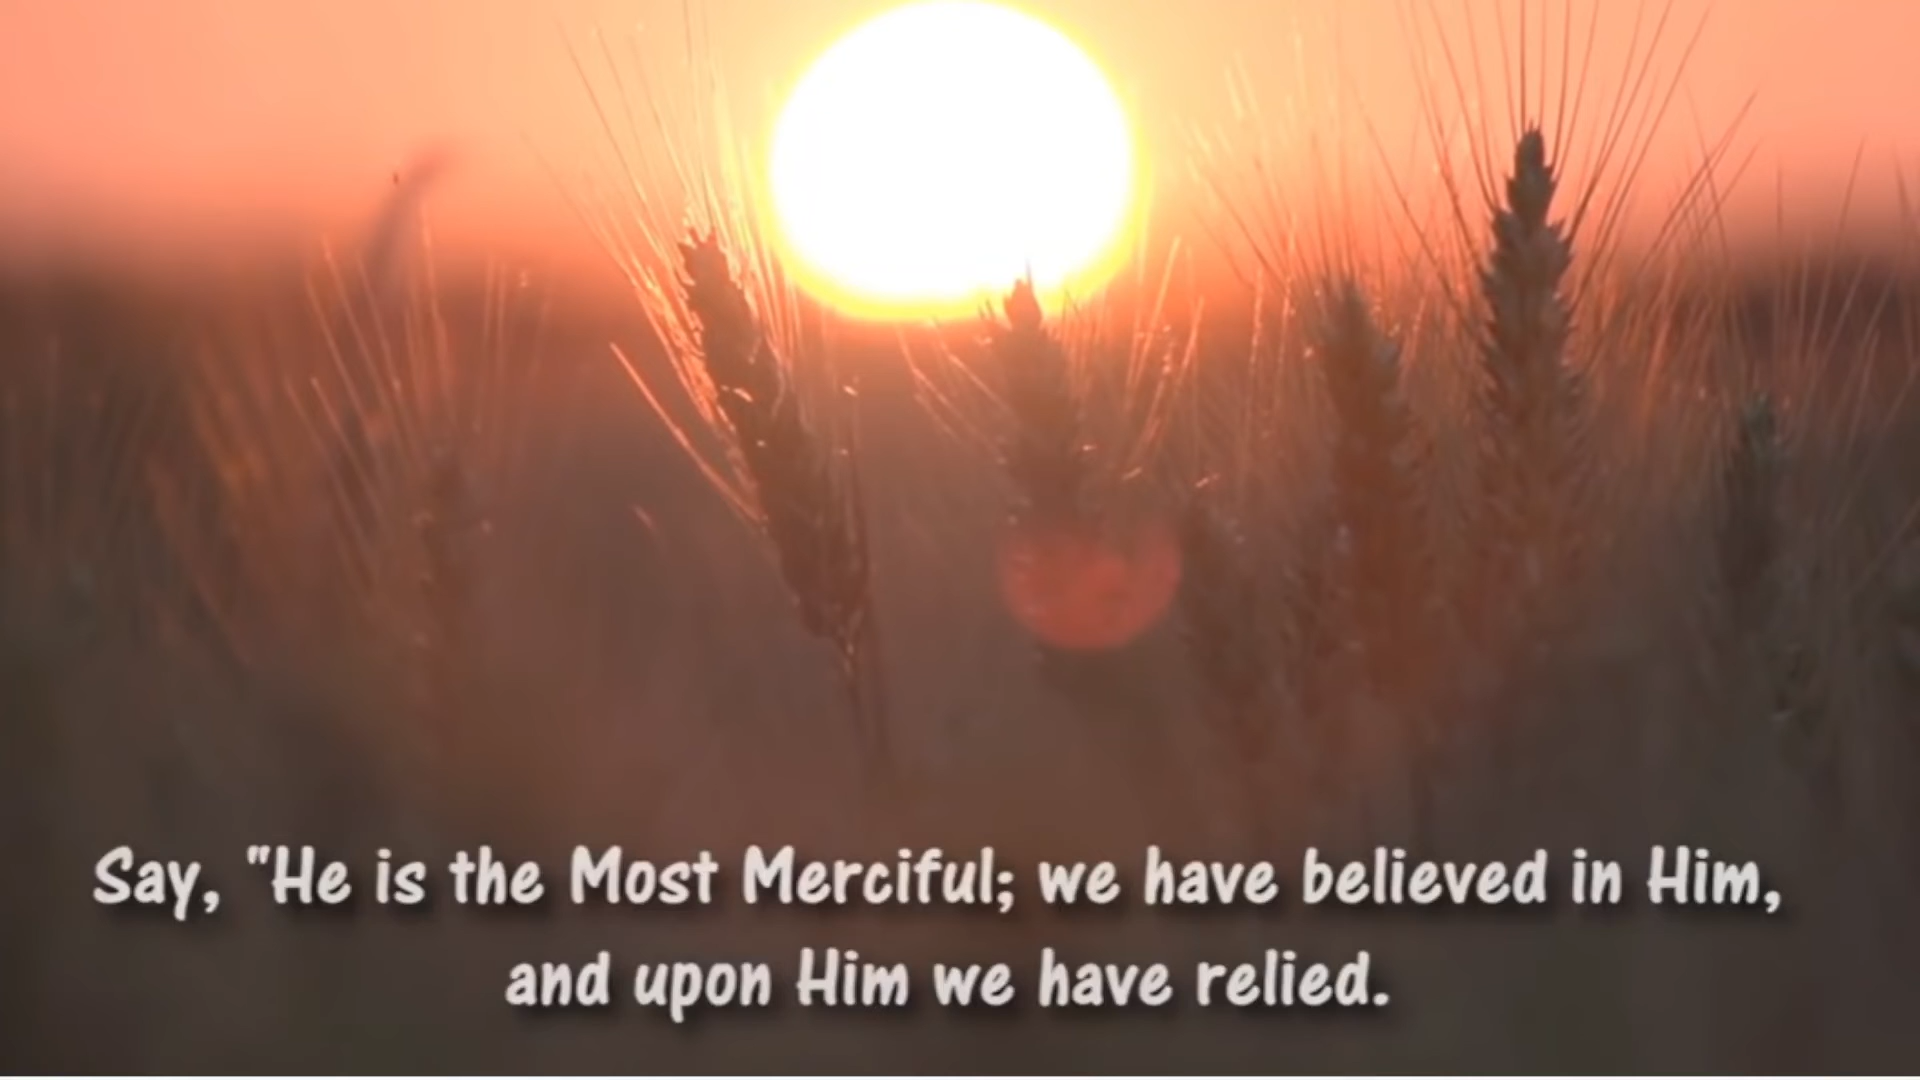 Say, "He is the Most Merciful; we have believed in Him,
and upon Him we have relied.